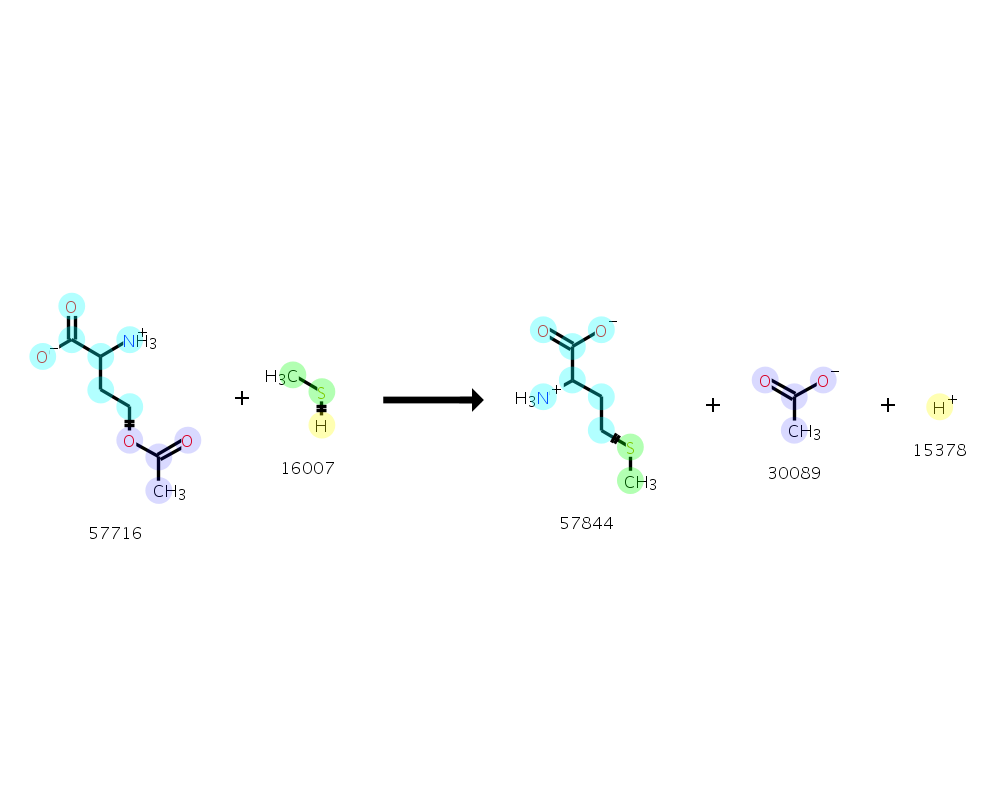 O
O⁻
NH₃⁺
O
O
CH₃
57716
+
H₃C
S
H
16007
O
O⁻
H₃N⁺
S
CH₃
57844
+
O
O⁻
CH₃
30089
+
H⁺
15378